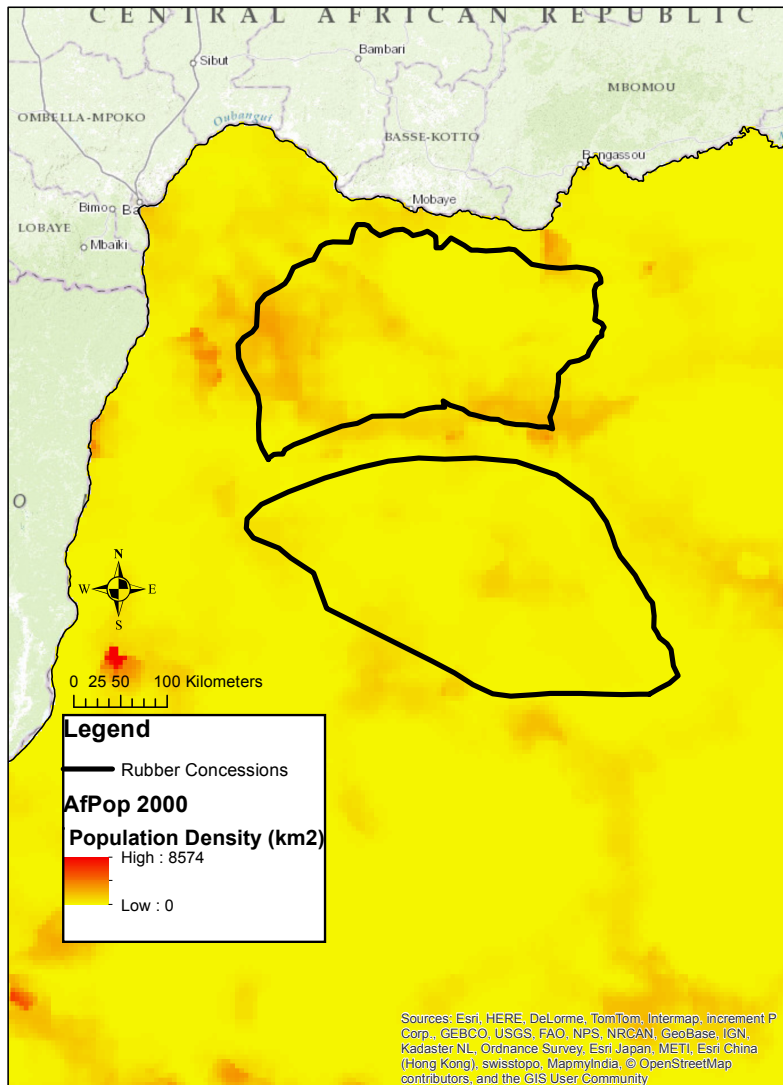 CENTRAL AFRICAN REPUBLIC
Bambari
Sibut
MBOMOU
OMBELLA-MPOKO
Oubangui
BASSE-KOTTO
Bangassou
Mobaye
Bimo
Ba
LOBAYE
Mbaiki
O
N
W
E
S
0 25 50 100 Kilometers
Legend
Rubber Concessions
AfPop 2000
Population Density (km2)
High : 8574
Low : 0
Sources: Esri, HERE, DeLorme, TomTom, Intermap, increment P
Corp., GEBCO, USGS, FAO, NPS, NRCAN, GeoBase, IGN,
Kadaster NL, Ordnance Survey, Esri Japan, METI, Esri China
(Hong Kong), swisstopo, MapmyIndia, © OpenStreetMap
contributors, and the GIS User Community